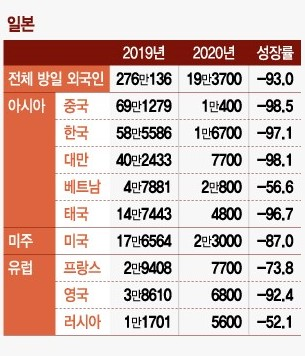 일본
2019년 2020년 성장률
전체 방일 외국인 276만136 19만3700 -93.0
아시아 중국 69만1279 1만400 -98.5
한국 58만5586 1만6700 -97.1
대만 40만2433 7700 -98.1
베트남 4만7881 2만800 -56.6
태국 14만7443 4800 -96.7
미주 미국 17만6564 2만3000 -87.0
유럽 프랑스 2만9408 7700 -73.8
영국 3만8610 6800 -92.4
러시아 1만1701 5600 -52.1